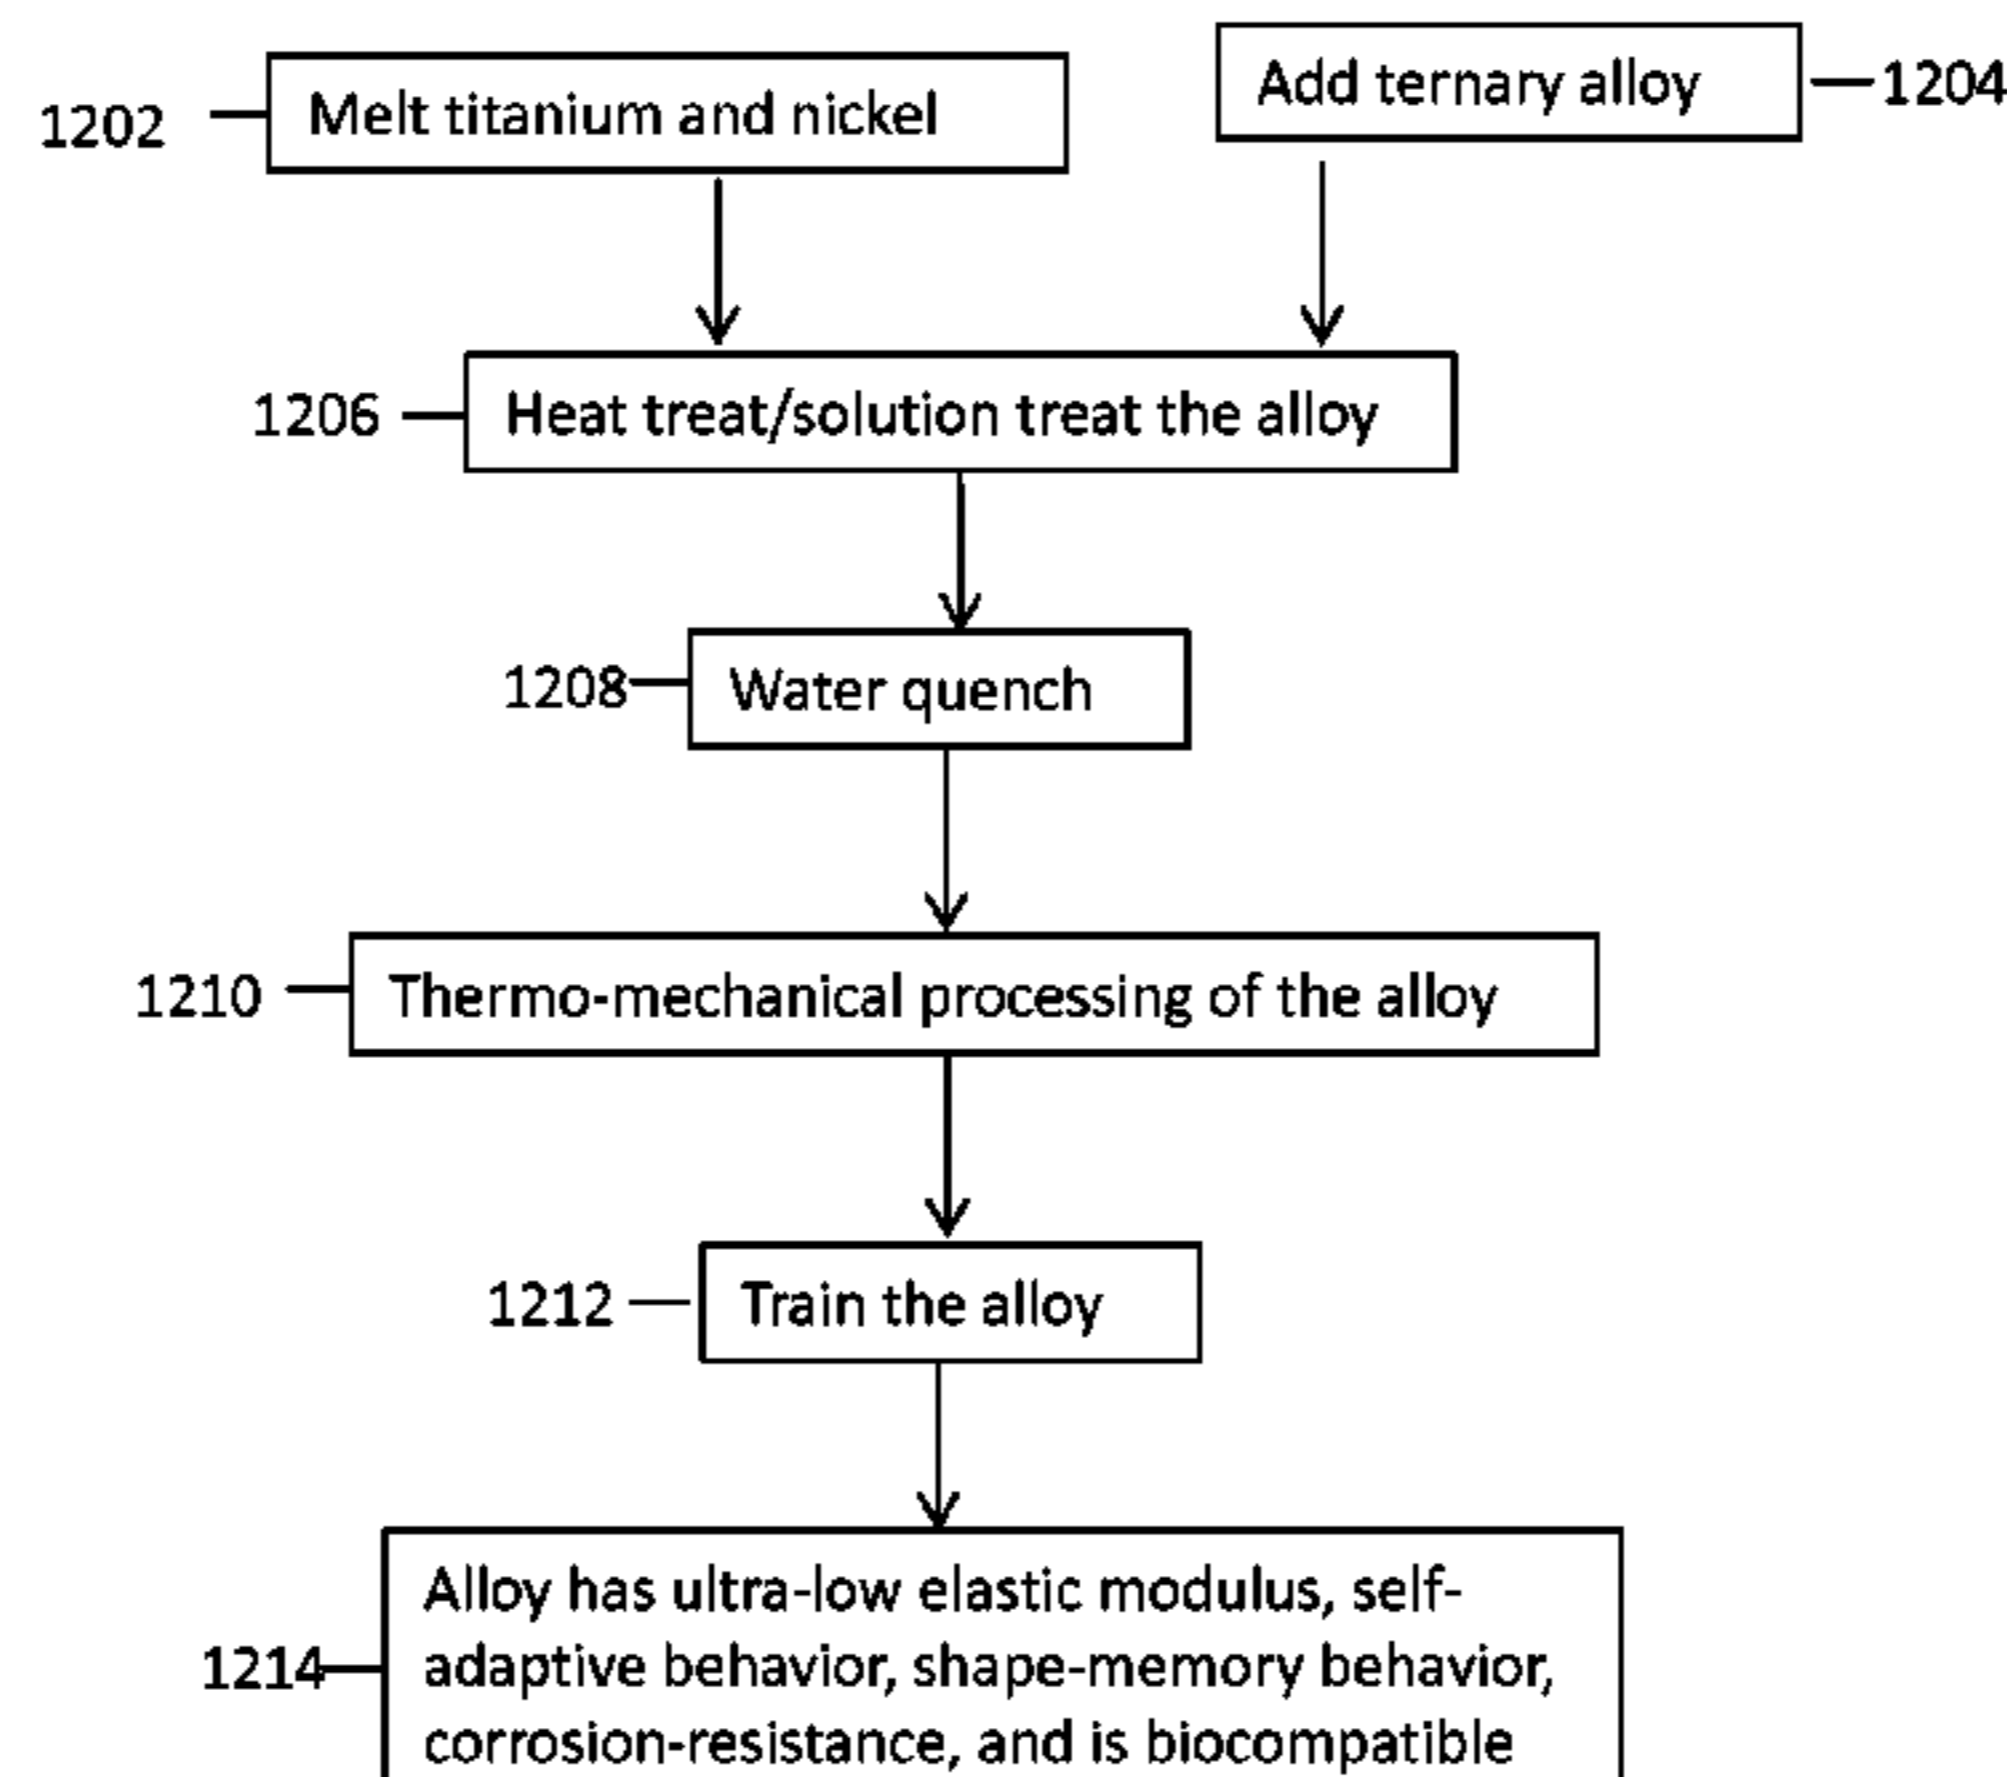 1202
Melt titanium and nickel
Add ternary alloy
1204
1206
Heat treat/solution treat the alloy
1208
Water quench
1210
Thermo-mechanical processing of the alloy
1212
Train the alloy
1214
Alloy has ultra-low elastic modulus, self-
adaptive behavior, shape-memory behavior,
corrosion-resistance, and is biocompatible